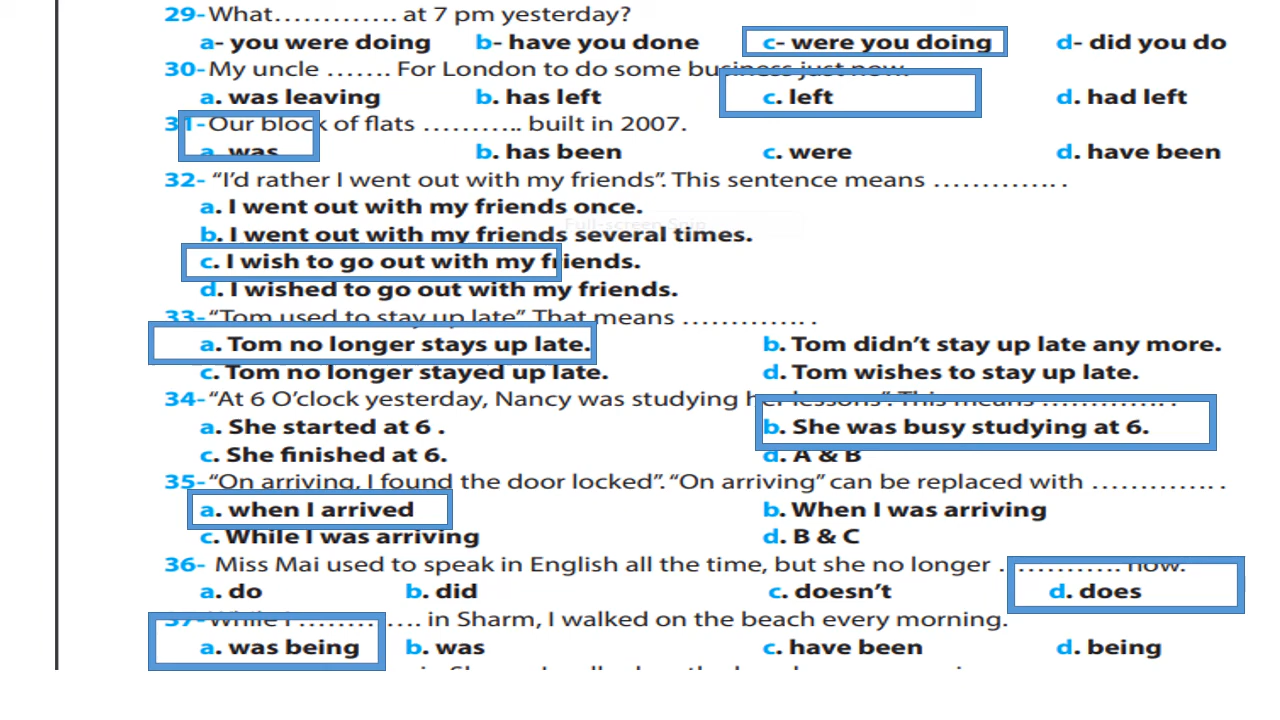 29- What............. at 7 pm yesterday?
a- you were doing b- have you done c- were you doing d- did you do
30- My uncle ....... For London to do some business just now.
a. was leaving b. has left c. left d. had left
31- Our block of flats ........... built in 2007.
a. was b. has been c. were d. have been
32- “I’d rather I went out with my friends”. This sentence means .............. .
a. I went out with my friends once.
b. I went out with my friends several times.
c. I wish to go out with my friends.
d. I wished to go out with my friends.
33- “Tom used to stay up late”. That means .............. .
a. Tom no longer stays up late. b. Tom didn’t stay up late any more.
c. Tom no longer stayed up late. d. Tom wishes to stay up late.
34- “At 6 O’clock yesterday, Nancy was studying her lessons”. This means .............. .
a. She started at 6 . b. She was busy studying at 6.
c. She finished at 6. d. A & B
35- “On arriving, I found the door locked”. “On arriving” can be replaced with .............. .
a. when I arrived b. When I was arriving
c. While I was arriving d. B & C
36- Miss Mai used to speak in English all the time, but she no longer ............. now.
a. do b. did c. doesn’t d. does
37- While I ............. in Sharm, I walked on the beach every morning.
a. was being b. was c. have been d. being